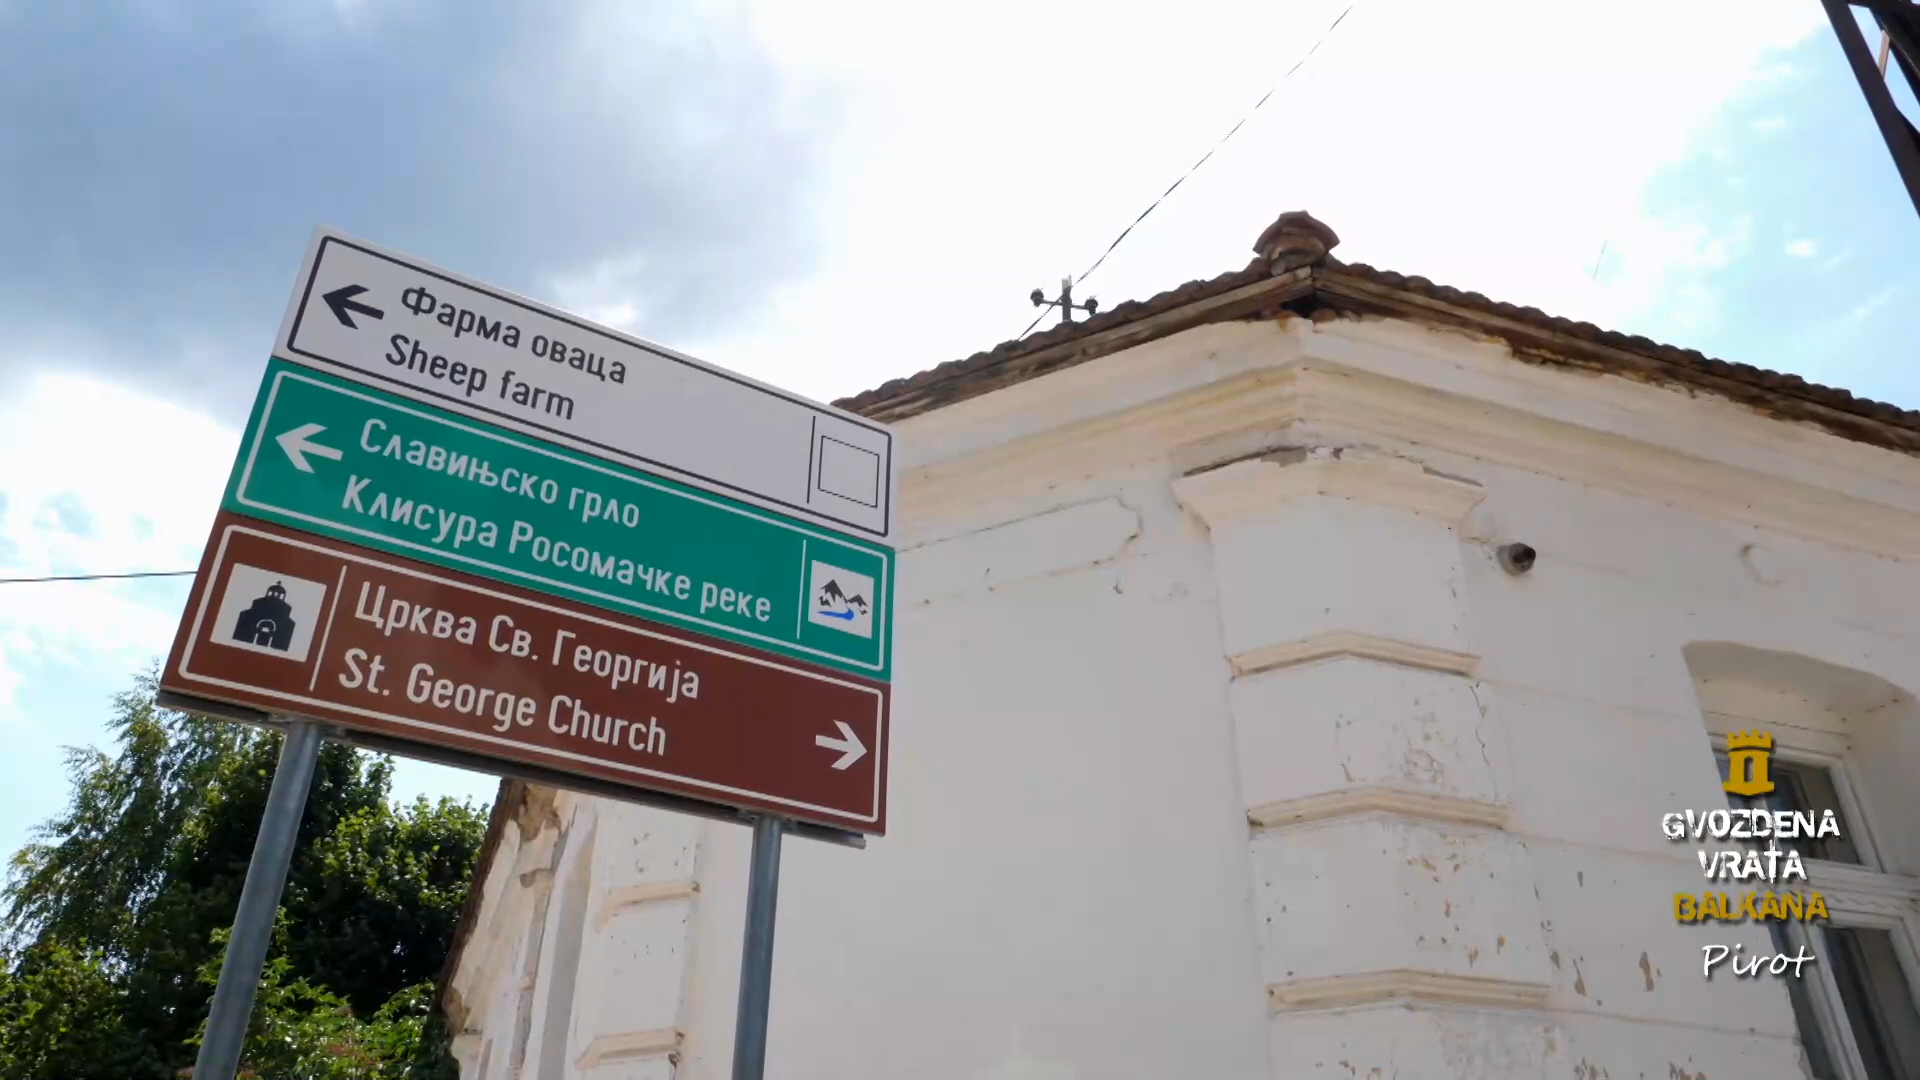 Фарма оваца
Sheep farm
Славињско грло
Клисура Росомачке реке
Црква Св. Георгија
St. George Church
GVOZDENA
VRATA
BALKANA
Pirot